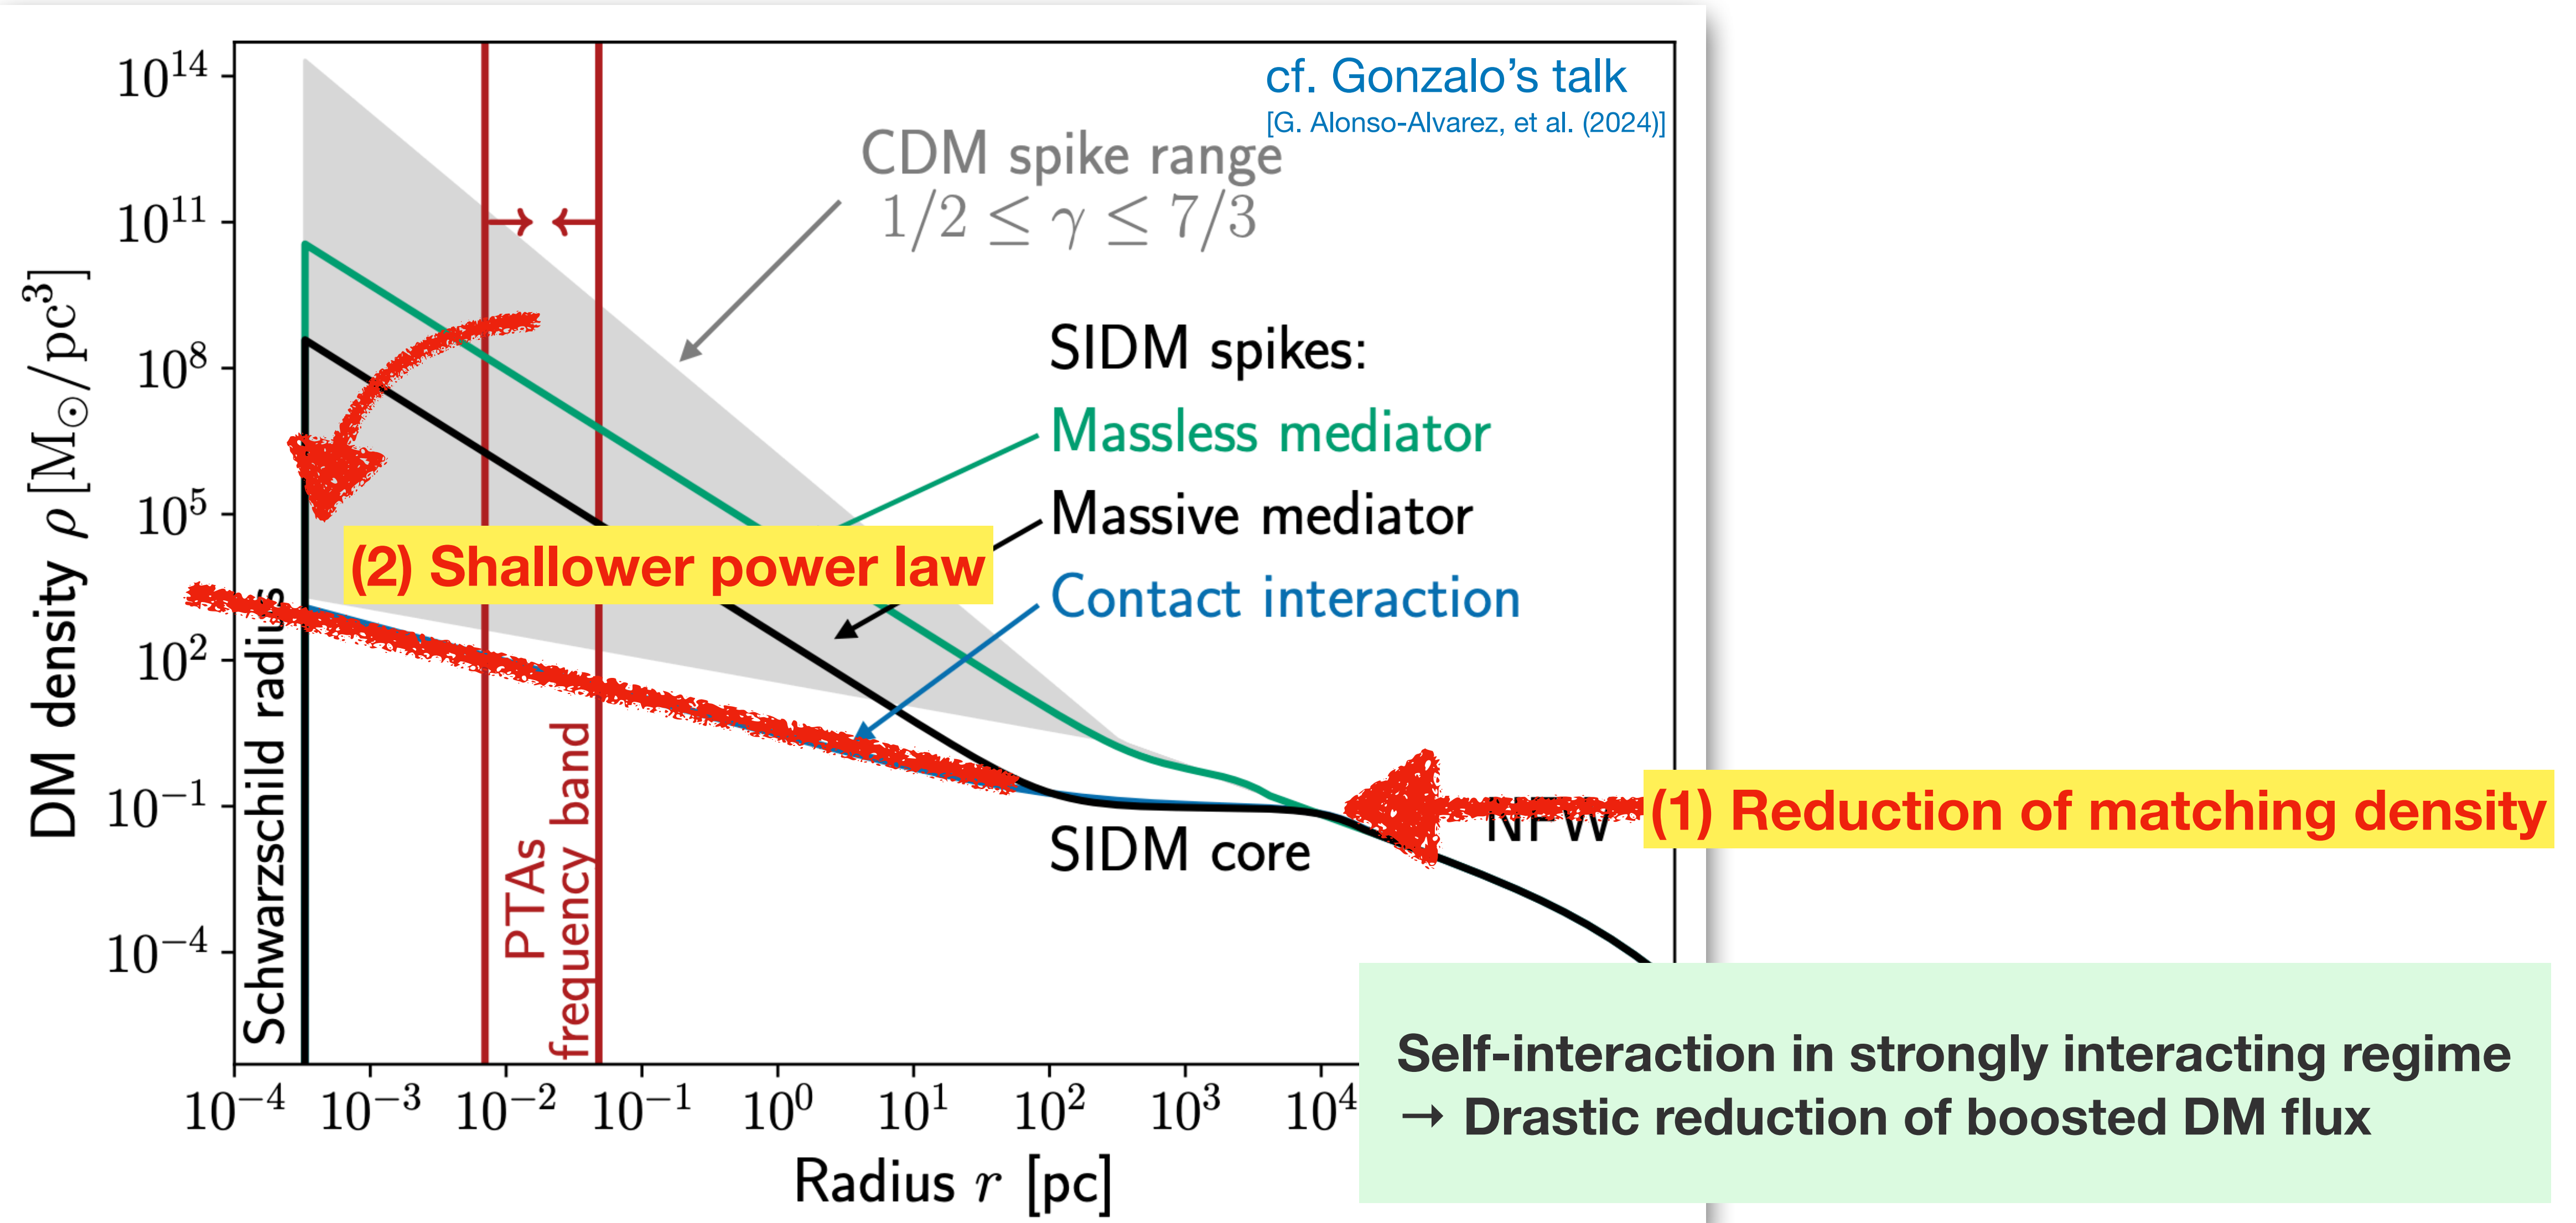 cf. Gonzalo’s talk
[G. Alonso-Alvarez, et al. (2024)]
CDM spike range
1/2 ≤ γ ≤ 7/3
SIDM spikes:
Massless mediator
Massive mediator
Contact interaction
(2) Shallower power law
(1) Reduction of matching density
NFW
SIDM core
Schwarzschild radius
PTAs
frequency band
DM density ρ [M⊙/pc³]
10¹⁴
10¹¹
10⁸
10⁵
10²
10⁻¹
10⁻⁴
10⁻⁴ 10⁻³ 10⁻² 10⁻¹ 10⁰ 10¹ 10² 10³ 10⁴
Radius r [pc]
Self-interaction in strongly interacting regime
→ Drastic reduction of boosted DM flux